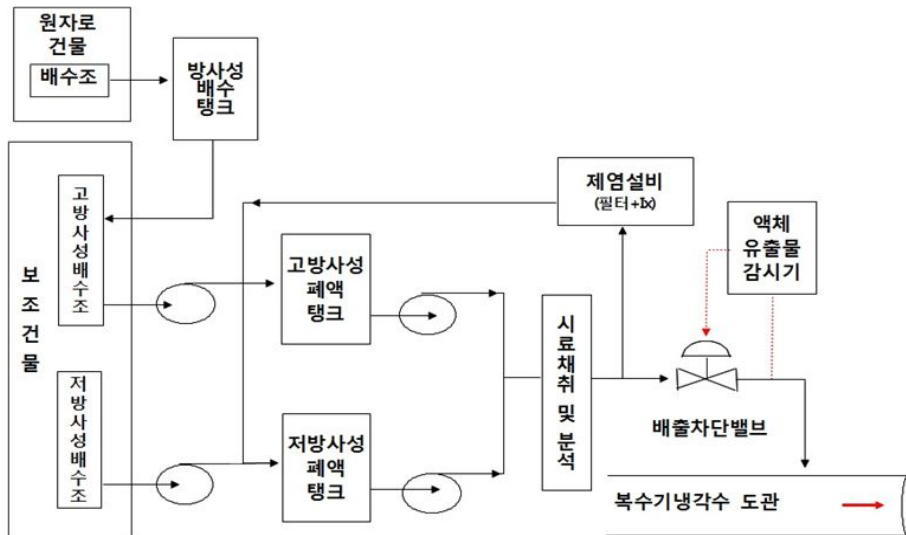 원자로
건물
배수조
방사성
배수
탱크
보조건물
고방사성배수조
저방사성배수조
고방사성
폐액
탱크
저방사성
폐액
탱크
제염설비
(필터+Ix)
시료채취 및 분석
액체
유출물
감시기
배출차단밸브
복수기냉각수 도관